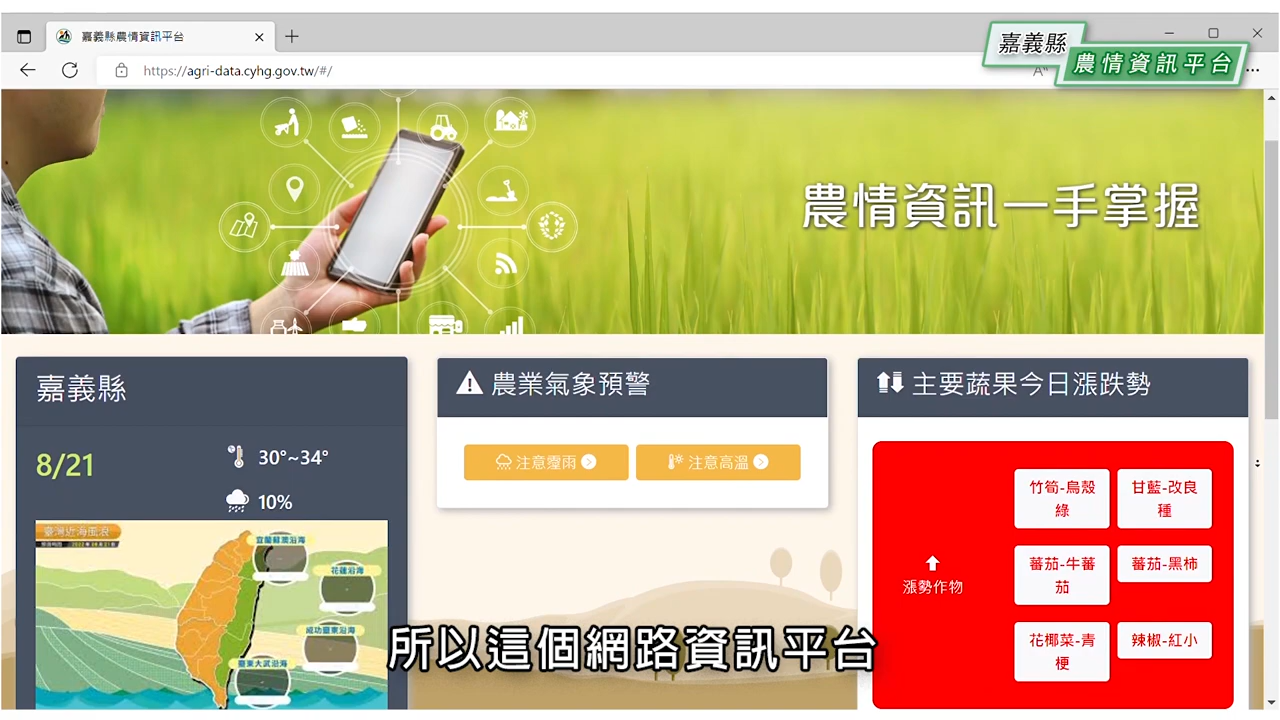 嘉義縣農情資訊平台
嘉義縣
農情資訊平台
https://agri-data.cyhg.gov.tw/#/
農情資訊一手掌握
嘉義縣
8/21
30°~34°
10%
臺灣近海風浪
宜蘭蘇澳沿海
花蓮沿海
成功臺東沿海
臺東大武沿海
農業氣象預警
注意豪雨
注意高溫
主要蔬果今日漲跌勢
漲勢作物
竹筍-烏殼
綠
甘藍-改良
種
蕃茄-牛蕃
茄
蕃茄-黑柿
花椰菜-青
梗
辣椒-紅小
所以這個網路資訊平台